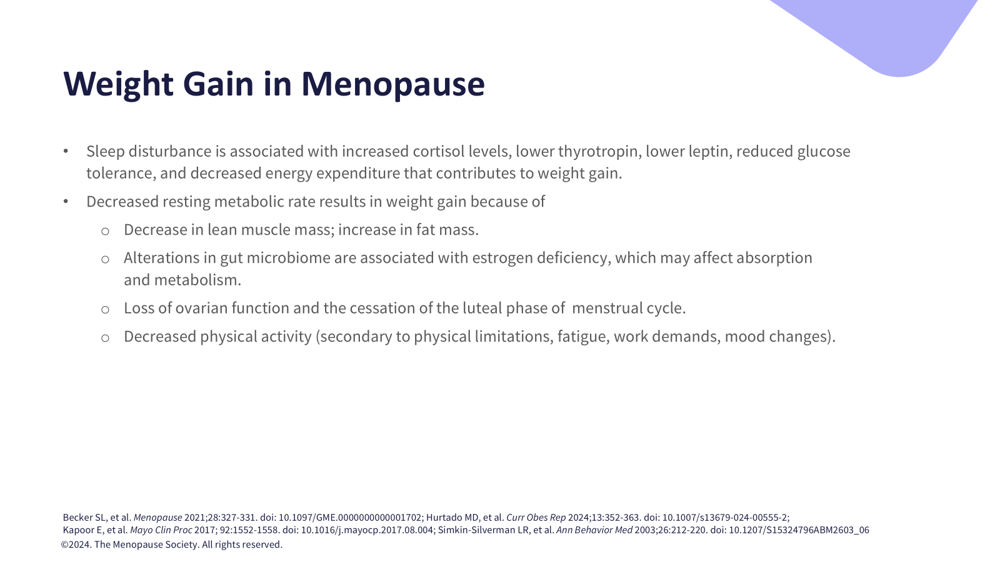 Weight Gain in Menopause
• Sleep disturbance is associated with increased cortisol levels, lower thyrotropin, lower leptin, reduced glucose
tolerance, and decreased energy expenditure that contributes to weight gain.
• Decreased resting metabolic rate results in weight gain because of
o Decrease in lean muscle mass; increase in fat mass.
o Alterations in gut microbiome are associated with estrogen deficiency, which may affect absorption
and metabolism.
o Loss of ovarian function and the cessation of the luteal phase of  menstrual cycle.
o Decreased physical activity (secondary to physical limitations, fatigue, work demands, mood changes).
Becker SL, et al. Menopause 2021;28:327-331. doi: 10.1097/GME.0000000000001702; Hurtado MD, et al. Curr Obes Rep 2024;13:352-363. doi: 10.1007/s13679-024-00555-2;
Kapoor E, et al. Mayo Clin Proc 2017; 92:1552-1558. doi: 10.1016/j.mayocp.2017.08.004; Simkin-Silverman LR, et al. Ann Behavior Med 2003;26:212-220. doi: 10.1207/S15324796ABM2603_06
©2024. The Menopause Society. All rights reserved.